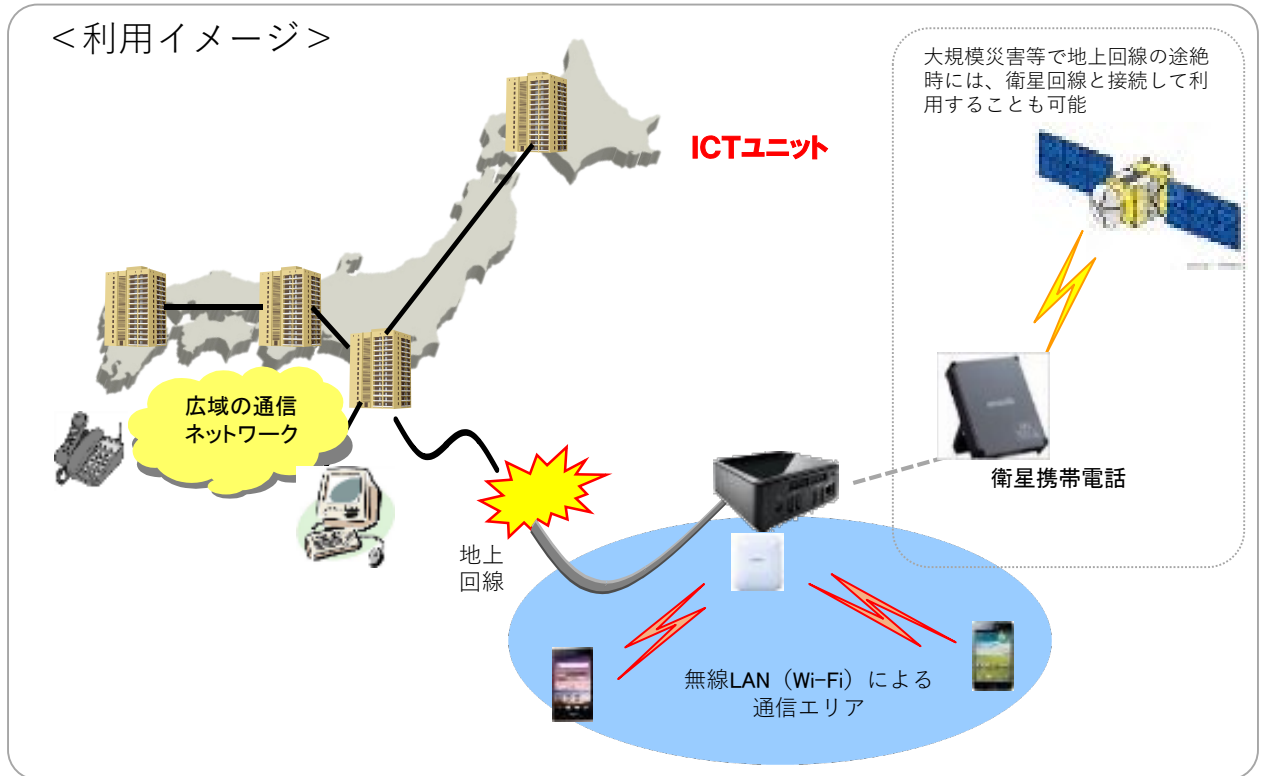 ＜利用イメージ＞
大規模災害等で地上回線の途絶
時には、衛星回線と接続して利
用することも可能
ICTユニット
広域の通信
ネットワーク
衛星携帯電話
地上
回線
無線LAN（Wi-Fi）による
通信エリア